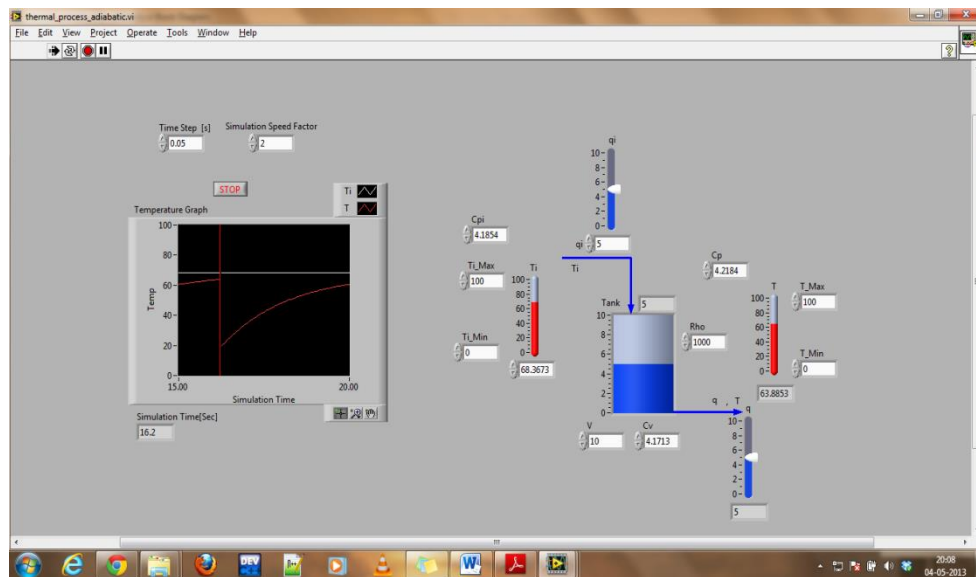 thermal_process_adiabatic.vi
File Edit View Project Operate Tools Window Help
Time Step [s]
0.05
Simulation Speed Factor
2
STOP
Ti
T
Temperature Graph
100
80
60
40
20
0
Temp
15.00
20.00
Simulation Time
Simulation Time[Sec]
16.2
qi
10
8
6
4
2
0
qi 5
Cpi
4.1854
Ti
Ti_Max
100
Ti
100
80
60
40
20
0
Ti_Min
0
68.3673
Tank
5
10
8
6
4
2
0
Rho
1000
Cp
4.2184
T
100
80
60
40
20
0
T_Max
100
T_Min
0
63.8853
V
10
Cv
4.1713
q , T
q
10
8
6
4
2
0
5
DEV
W
20:08
04-05-2013